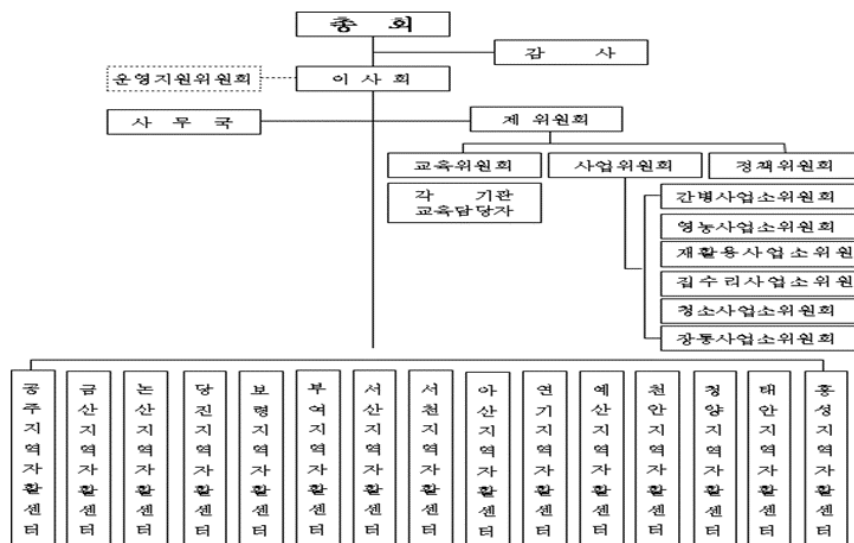 총 회
감 사
운영지원위원회
이 사 회
사 무 국
제 위원회
교육위원회
사업위원회
정책위원회
각 기관
교육담당자
간병사업소위원회
영농사업소위원회
재활용사업소위원
집수리사업소위원
청소사업소위원회
장통사업소위원회
공주지역자활센터
금산지역자활센터
논산지역자활센터
당진지역자활센터
보령지역자활센터
부여지역자활센터
서산지역자활센터
서천지역자활센터
아산지역자활센터
연기지역자활센터
예산지역자활센터
천안지역자활센터
청양지역자활센터
태안지역자활센터
홍성지역자활센터